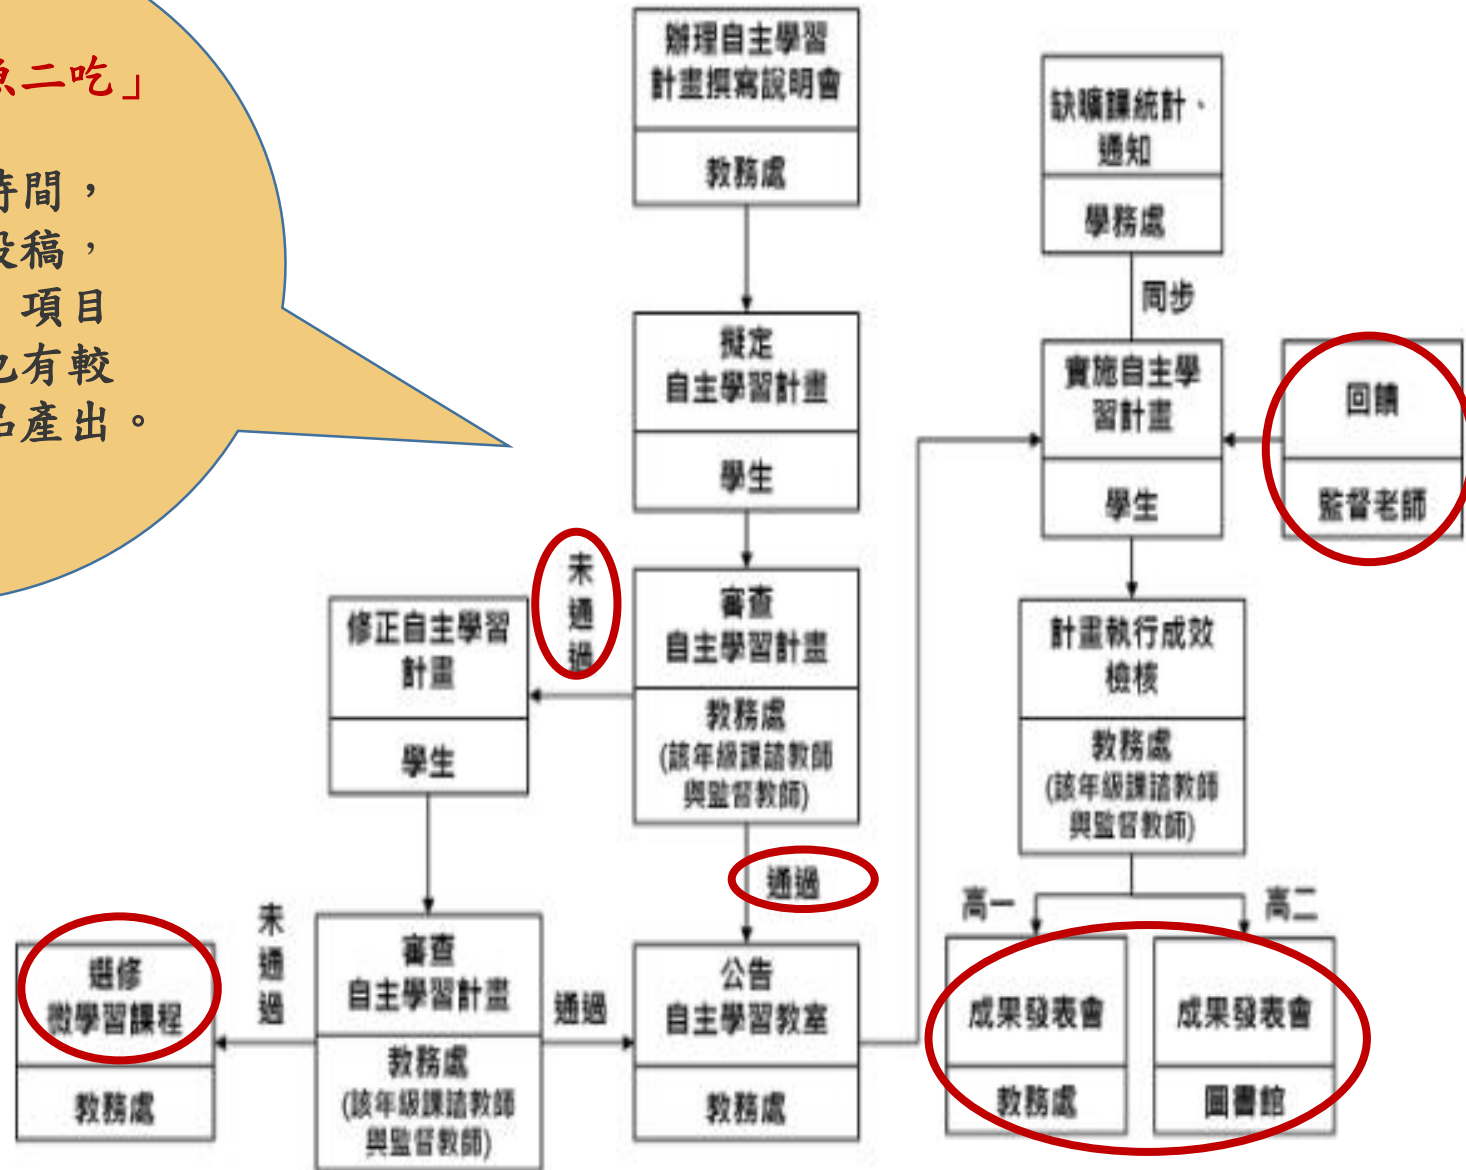 二吃」
時間，
投稿，
項目
也有較
品產出。
辦理自主學習
計畫撰寫說明會
教務處
擬定
自主學習計畫
學生
審查
自主學習計畫
教務處
(該年級課諮教師
與監督教師)
未
通
過
通過
修正自主學習
計畫
學生
審查
自主學習計畫
教務處
(該年級課諮教師
與監督教師)
未
通
過
通過
選修
微學習課程
教務處
公告
自主學習教室
教務處
缺曠課統計、
通知
學務處
同步
實施自主學
習計畫
學生
回饋
監督老師
計畫執行成效
檢核
教務處
(該年級課諮教師
與監督教師)
高一
高二
成果發表會
教務處
成果發表會
圖書館